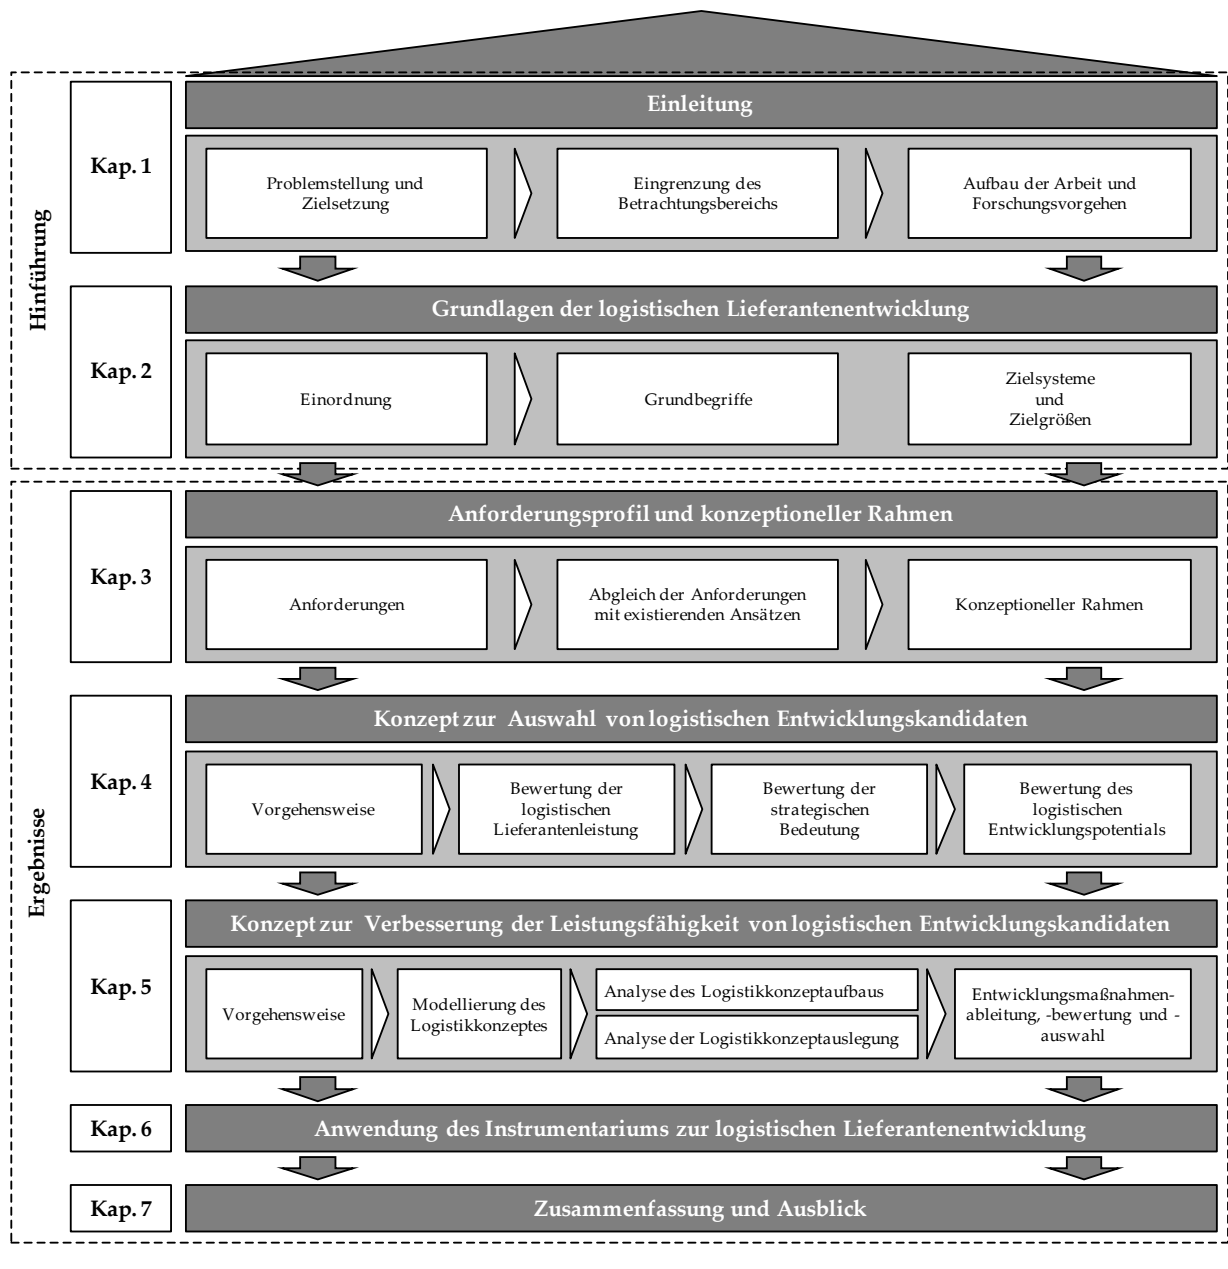 Hinführung
Kap. 1
Einleitung
Problemstellung und
Zielsetzung
Eingrenzung des
Betrachtungsbereichs
Aufbau der Arbeit und
Forschungsvorgehen
Kap. 2
Grundlagen der logistischen Lieferantenentwicklung
Einordnung
Grundbegriffe
Zielsysteme
und
Zielgrößen
Ergebnisse
Kap. 3
Anforderungsprofil und konzeptioneller Rahmen
Anforderungen
Abgleich der Anforderungen
mit existierenden Ansätzen
Konzeptioneller Rahmen
Kap. 4
Konzept zur Auswahl von logistischen Entwicklungskandidaten
Vorgehensweise
Bewertung der
logistischen
Lieferantenleistung
Bewertung der
strategischen
Bedeutung
Bewertung des
logistischen
Entwicklungspotentials
Kap. 5
Konzept zur Verbesserung der Leistungsfähigkeit von logistischen Entwicklungskandidaten
Vorgehensweise
Modellierung des
Logistikkonzeptes
Analyse des Logistikkonzeptaufbaus
Analyse der Logistikkonzeptauslegung
Entwicklungsmaßnahmen-
ableitung, -bewertung und -
auswahl
Kap. 6
Anwendung des Instrumentariums zur logistischen Lieferantenentwicklung
Kap. 7
Zusammenfassung und Ausblick